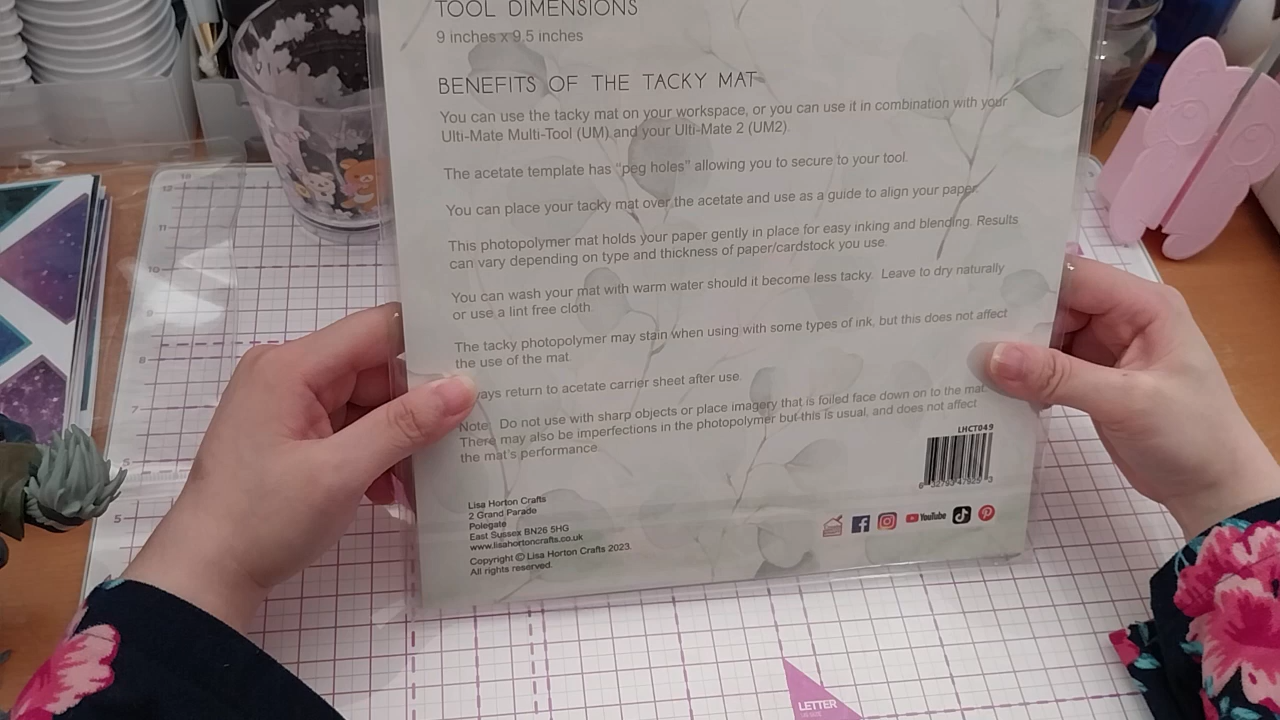 TOOL DIMENSIONS
9 inches x 9.5 inches
BENEFITS OF THE TACKY MAT
You can use the tacky mat on your workspace, or you can use it in combination with your
Ulti-Mate Multi-Tool (UM) and your Ulti-Mate 2 (UM2).
The acetate template has "peg holes" allowing you to secure to your tool.
You can place your tacky mat over the acetate and use as a guide to align your paper.
This photopolymer mat holds your paper gently in place for easy inking and blending. Results
can vary depending on type and thickness of paper/cardstock you use.
You can wash your mat with warm water should it become less tacky. Leave to dry naturally
or use a lint free cloth.
The tacky photopolymer may stain when using with some types of ink, but this does not affect
the use of the mat.
ways return to acetate carrier sheet after use.
Note: Do not use with sharp objects or place imagery that is foiled face down on to the mat.
There may also be imperfections in the photopolymer but this is usual, and does not affect
the mat's performance.
LHCT049
Lisa Horton Crafts
2 Grand Parade
Polegate
East Sussex BN26 5HG
www.lisahortoncrafts.co.uk
Copyright © Lisa Horton Crafts 2023.
All rights reserved.
YouTube
12
11
10
9
8
7
5
LETTER